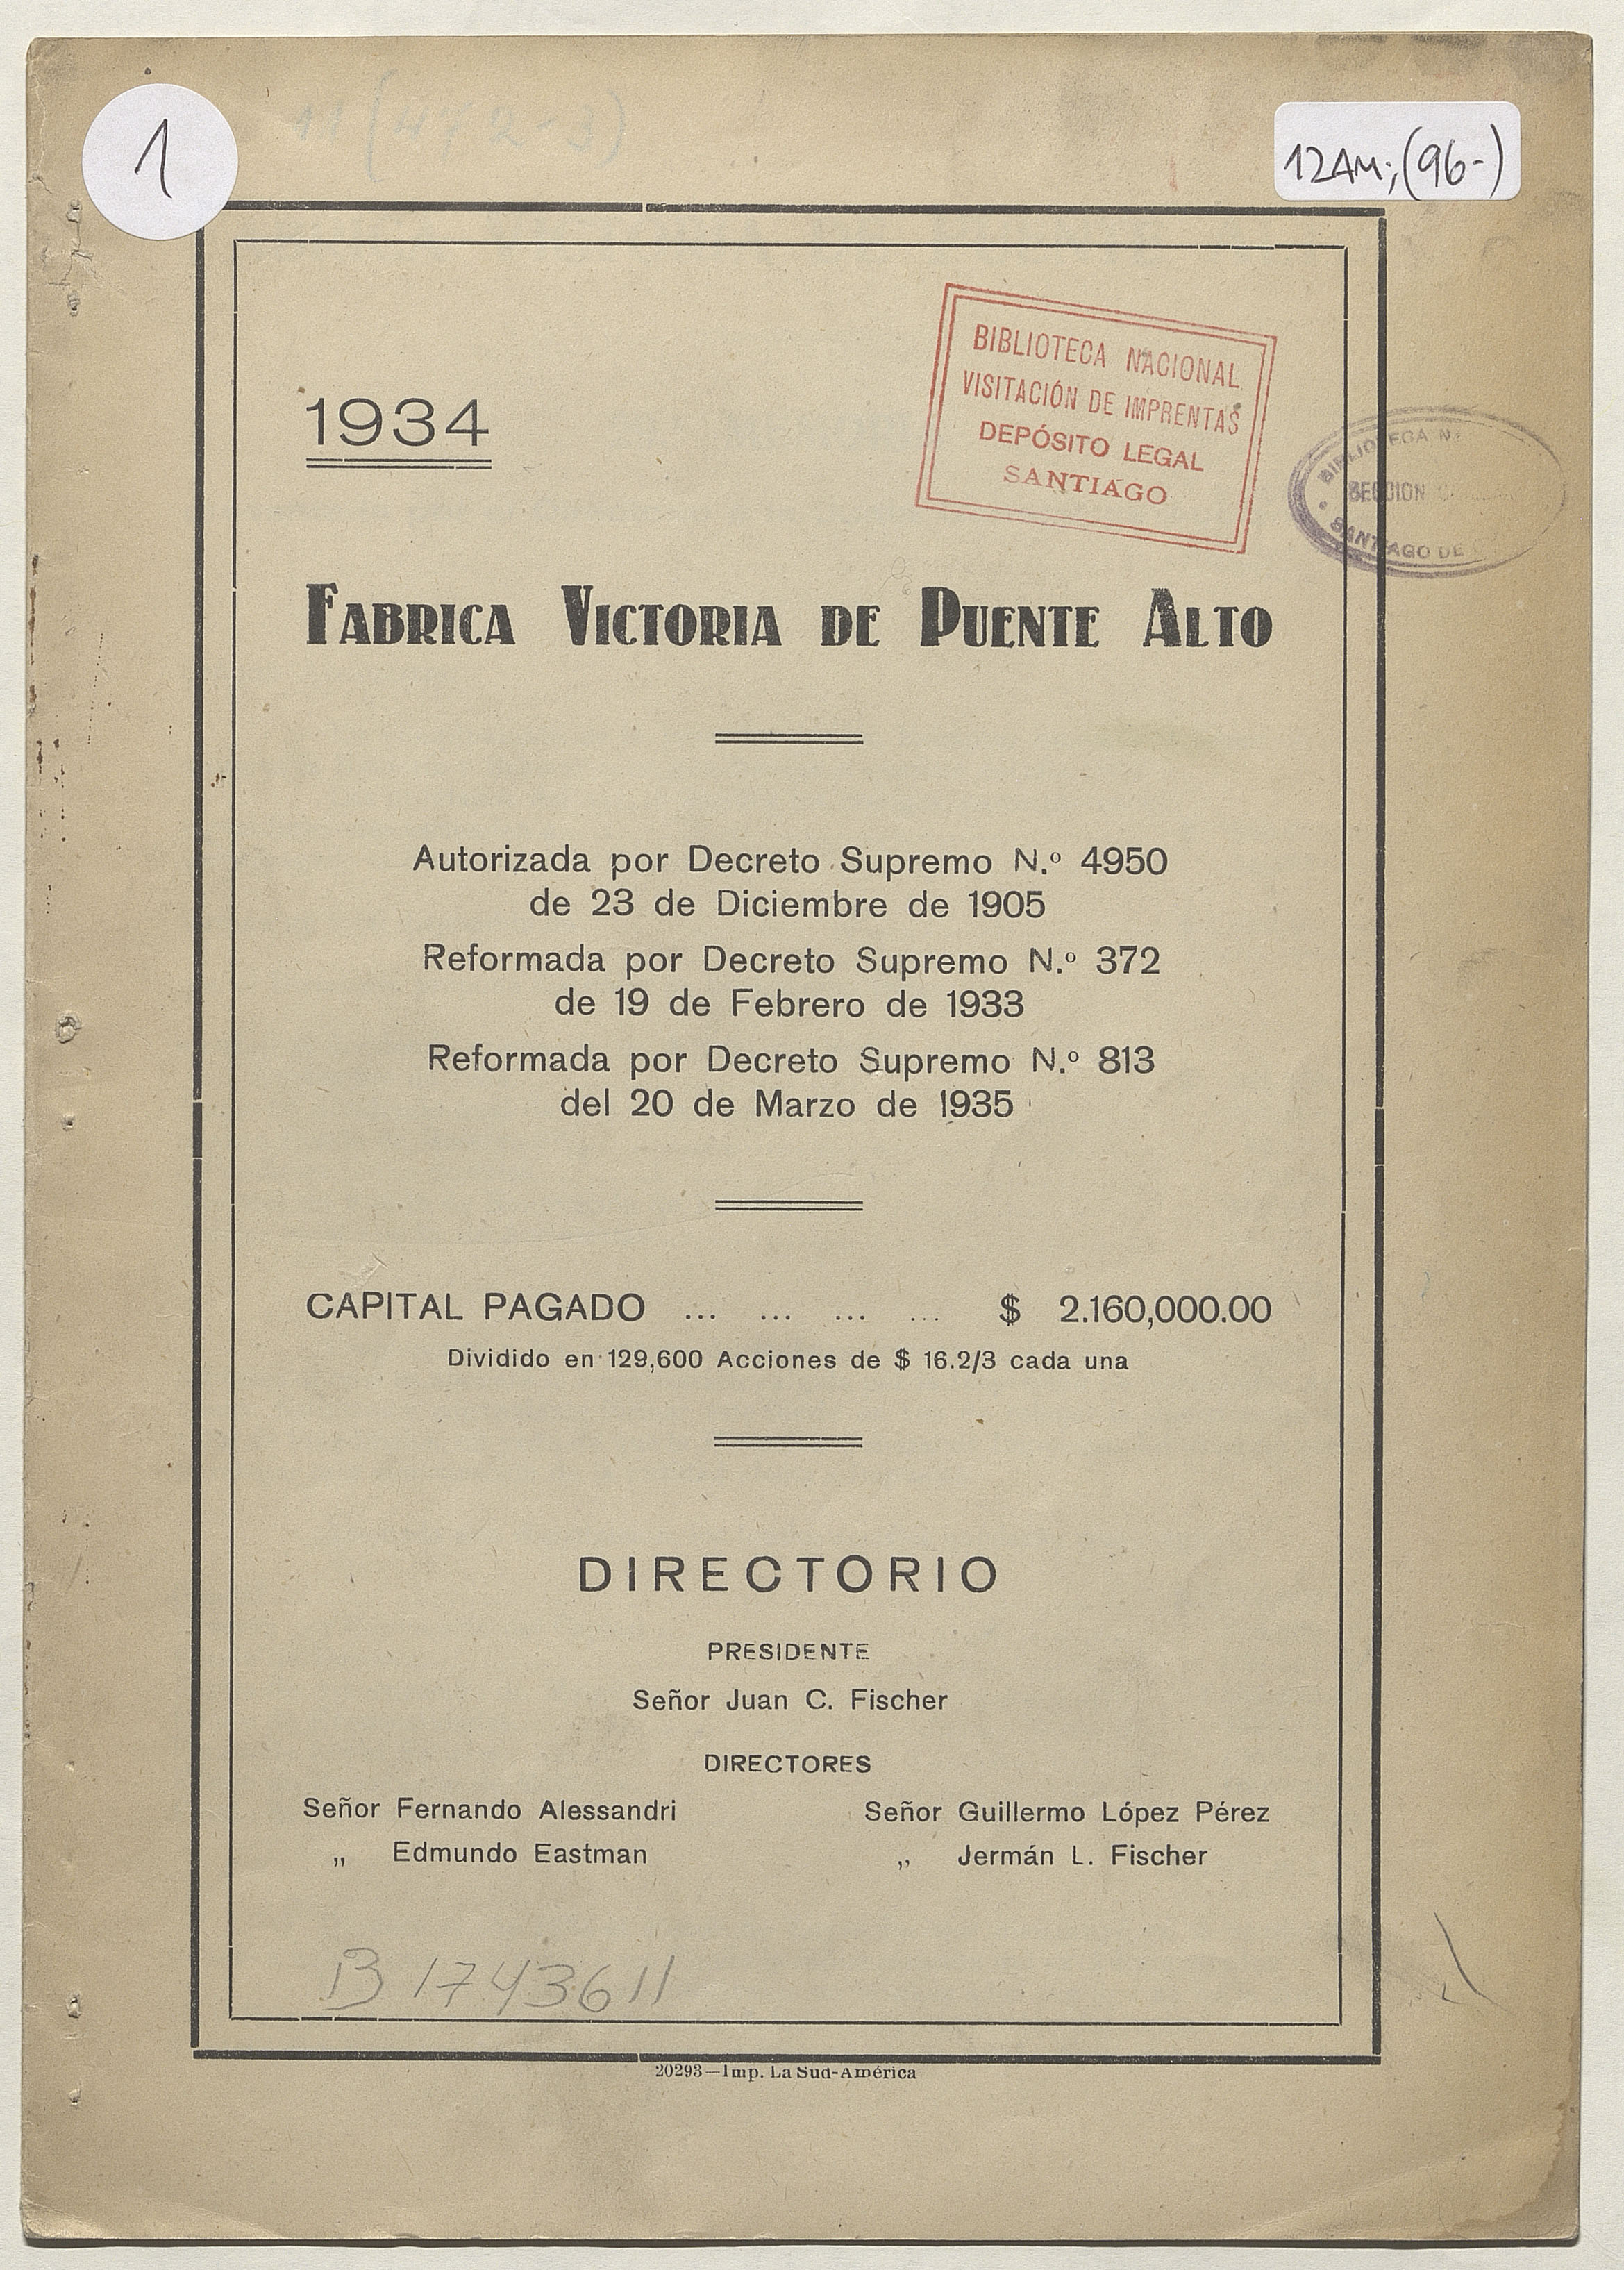 1
12AM;(96-)
BIBLIOTECA NACIONAL
VISITACIÓN DE IMPRENTAS
DEPÓSITO LEGAL
SANTIAGO
1934
BIBLIOTECA
SECCION
SANTIAGO DE
FABRICA VICTORIA DE PUENTE ALTO
Autorizada por Decreto Supremo N.º 4950
de 23 de Diciembre de 1905
Reformada por Decreto Supremo N.º 372
de 19 de Febrero de 1933
Reformada por Decreto Supremo N.º 813
del 20 de Marzo de 1935
CAPITAL PAGADO ... ... ... ... $ 2.160,000.00
Dividido en 129,600 Acciones de $ 16.2/3 cada una
DIRECTORIO
PRESIDENTE
Señor Juan C. Fischer
DIRECTORES
Señor Fernando Alessandri Señor Guillermo López Pérez
„ Edmundo Eastman „ Jermán L. Fischer
B 1743611
20293—Imp. La Sud-América